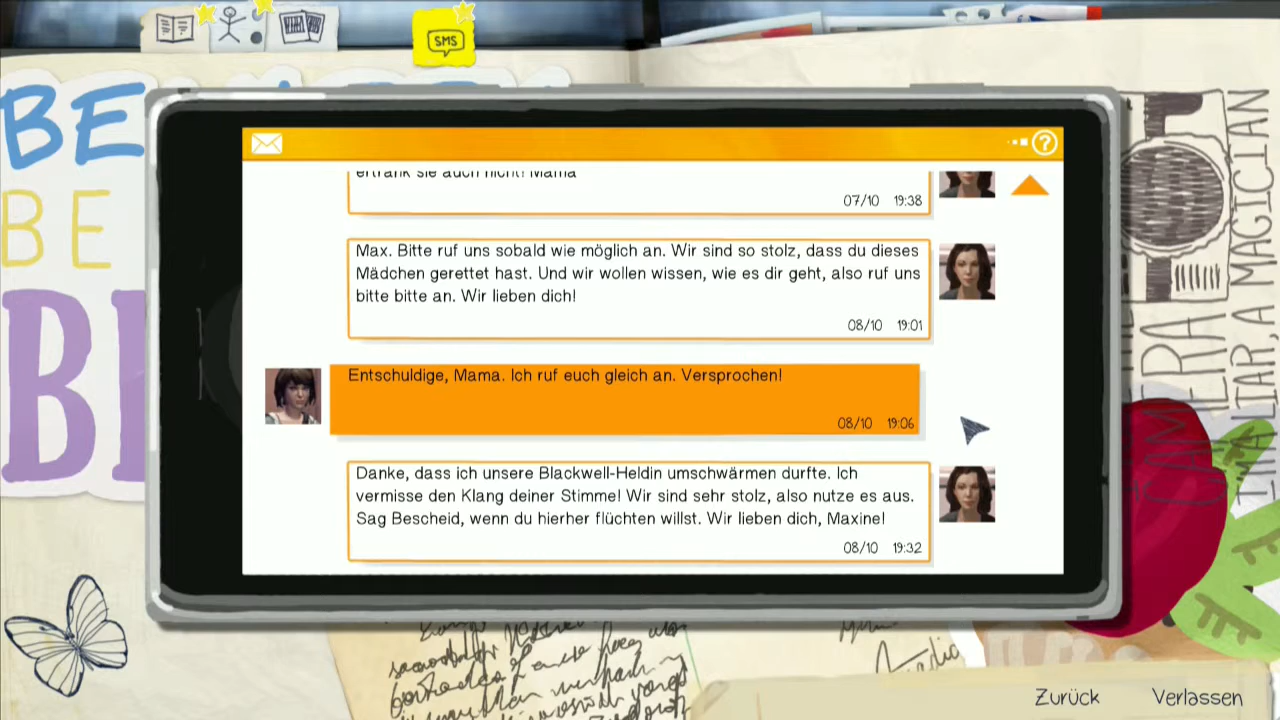 SMS
BE
BE
ertränk sie auch nicht! Mama
07/10 19:38
Max. Bitte ruf uns sobald wie möglich an. Wir sind so stolz, dass du dieses
Mädchen gerettet hast. Und wir wollen wissen, wie es dir geht, also ruf uns
bitte bitte an. Wir lieben dich!
08/10 19:01
Entschuldige, Mama. Ich ruf euch gleich an. Versprochen!
08/10 19:06
Danke, dass ich unsere Blackwell-Heldin umschwärmen durfte. Ich
vermisse den Klang deiner Stimme! Wir sind sehr stolz, also nutze es aus.
Sag Bescheid, wenn du hierher flüchten willst. Wir lieben dich, Maxine!
08/10 19:32
LIAR, A MAGICIAN
Zurück Verlassen